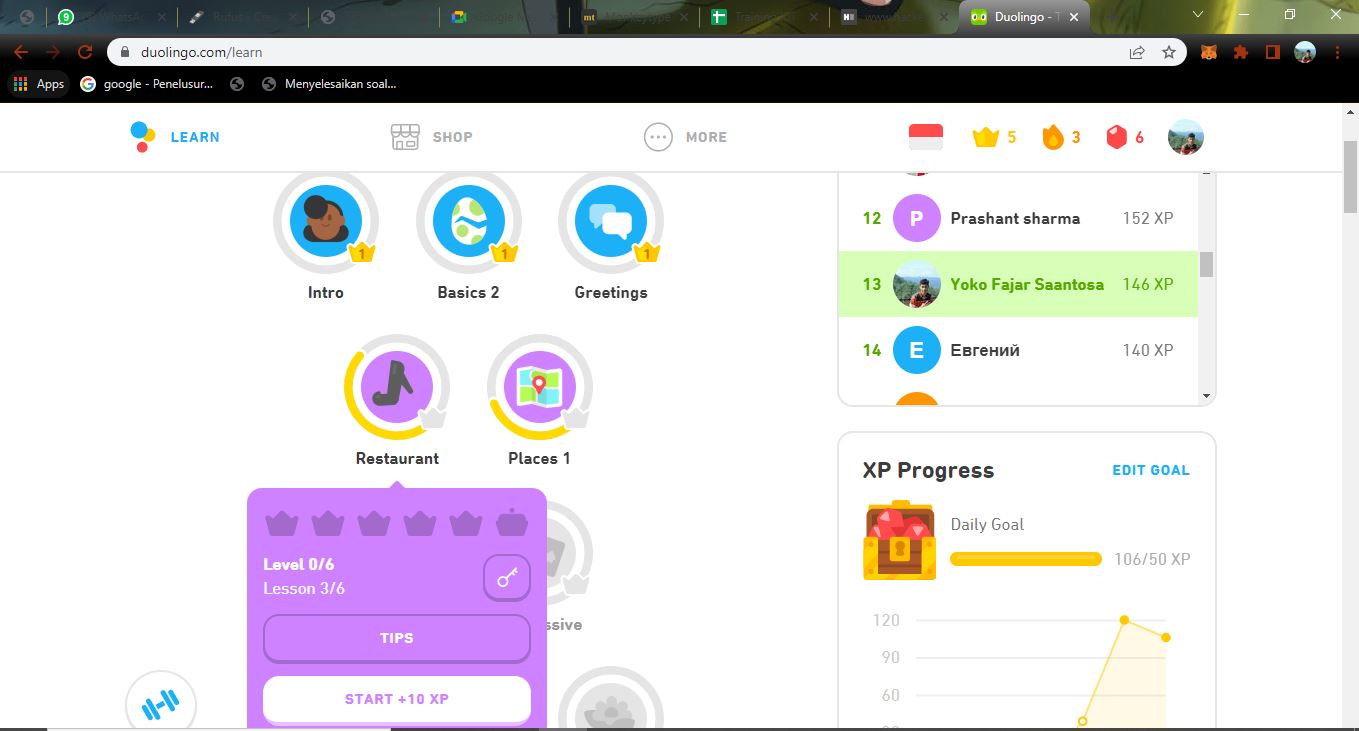 9
WhatsA
Rufus - Cre
Google M
mt
Monkeytype
Training
H
www.hacke
Duolingo - T
duolingo.com/learn
Apps
google - Penelusur...
Menyelesaikan soal...
LEARN
SHOP
MORE
5
3
6
1
1
1
Intro
Basics 2
Greetings
Restaurant
Places 1
Level 0/6
Lesson 3/6
TIPS
ssive
START +10 XP
12
P
Prashant sharma
152 XP
13
Yoko Fajar Saantosa
146 XP
14
Е
Евгений
140 XP
XP Progress
EDIT GOAL
Daily Goal
106/50 XP
120
90
60